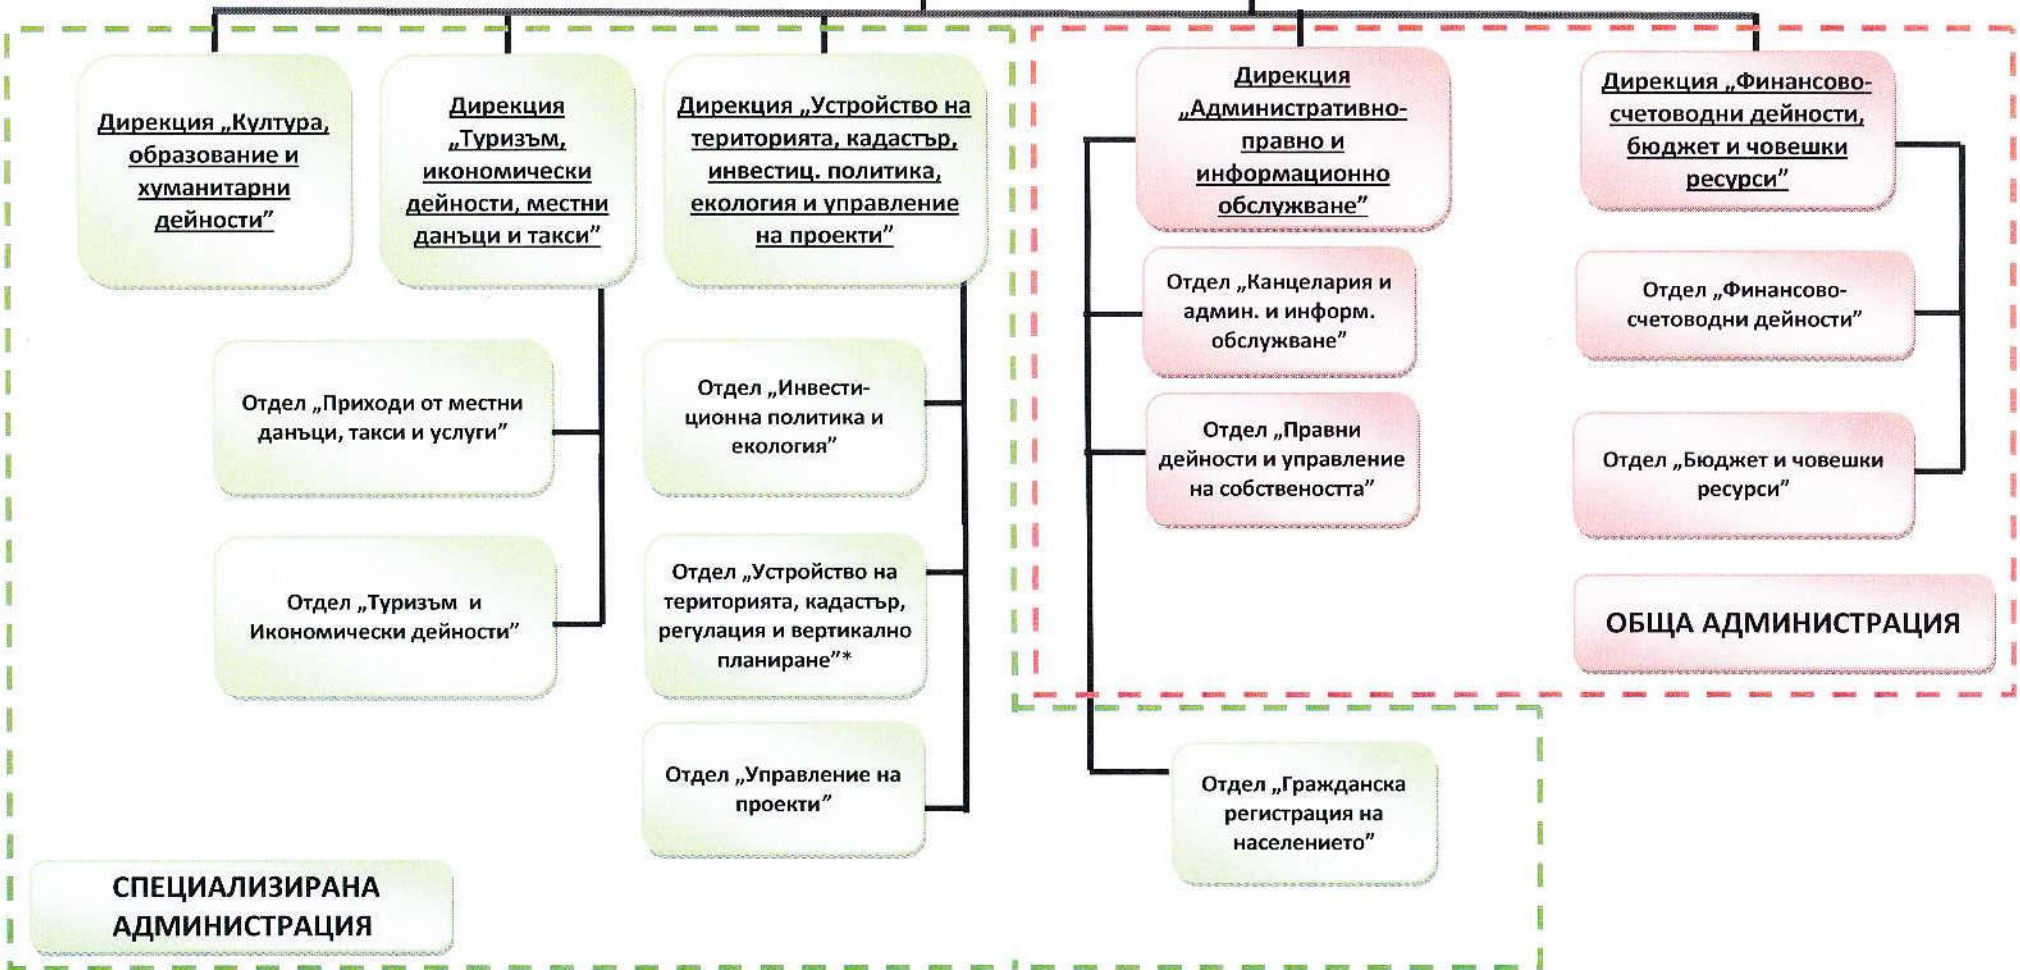 Дирекция „Култура,
образование и
хуманитарни
дейности”
Дирекция
„Туризъм,
икономически
дейности, местни
данъци и такси”
Дирекция „Устройство на
територията, кадастър,
инвестиц. политика,
екология и управление
на проекти”
Дирекция
„Административно-
правно и
информационно
обслужване”
Дирекция „Финансово-
счетоводни дейности,
бюджет и човешки
ресурси”
Отдел „Приходи от местни
данъци, такси и услуги”
Отдел „Туризъм и
Икономически дейности”
Отдел „Инвести-
ционна политика и
екология”
Отдел „Устройство на
територията, кадастър,
регулация и вертикално
планиране”*
Отдел „Управление на
проекти”
Отдел „Канцелария и
админ. и информ.
обслужване”
Отдел „Правни
дейности и управление
на собствеността”
Отдел „Гражданска
регистрация на
населението”
Отдел „Финансово-
счетоводни дейности”
Отдел „Бюджет и човешки
ресурси”
ОБЩА АДМИНИСТРАЦИЯ
СПЕЦИАЛИЗИРАНА
АДМИНИСТРАЦИЯ